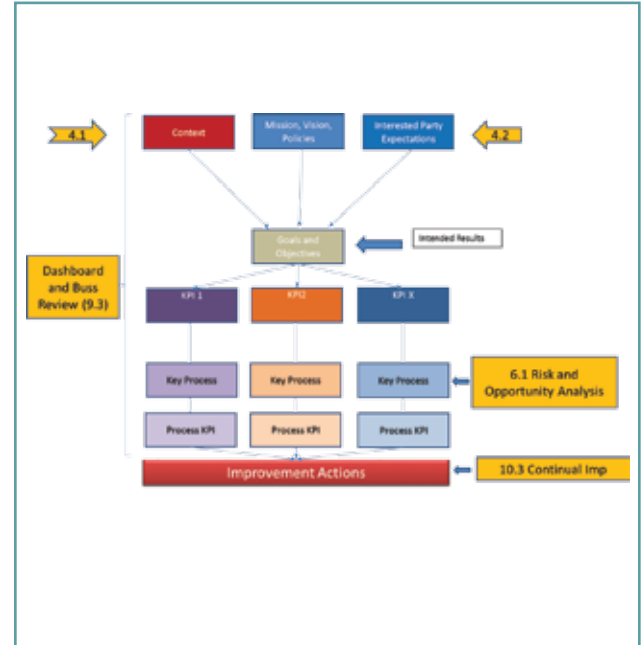 4.1
Context
Mission, Vision,
Policies
Interested Party
Expectations
4.2
Goals and
Objectives
Intended Results
Dashboard
and Buss
Review (9.3)
KPI 1
KPI2
KPI X
Key Process
Key Process
Key Process
6.1 Risk and
Opportunity Analysis
Process KPI
Process KPI
Process KPI
Improvement Actions
10.3 Continual Imp